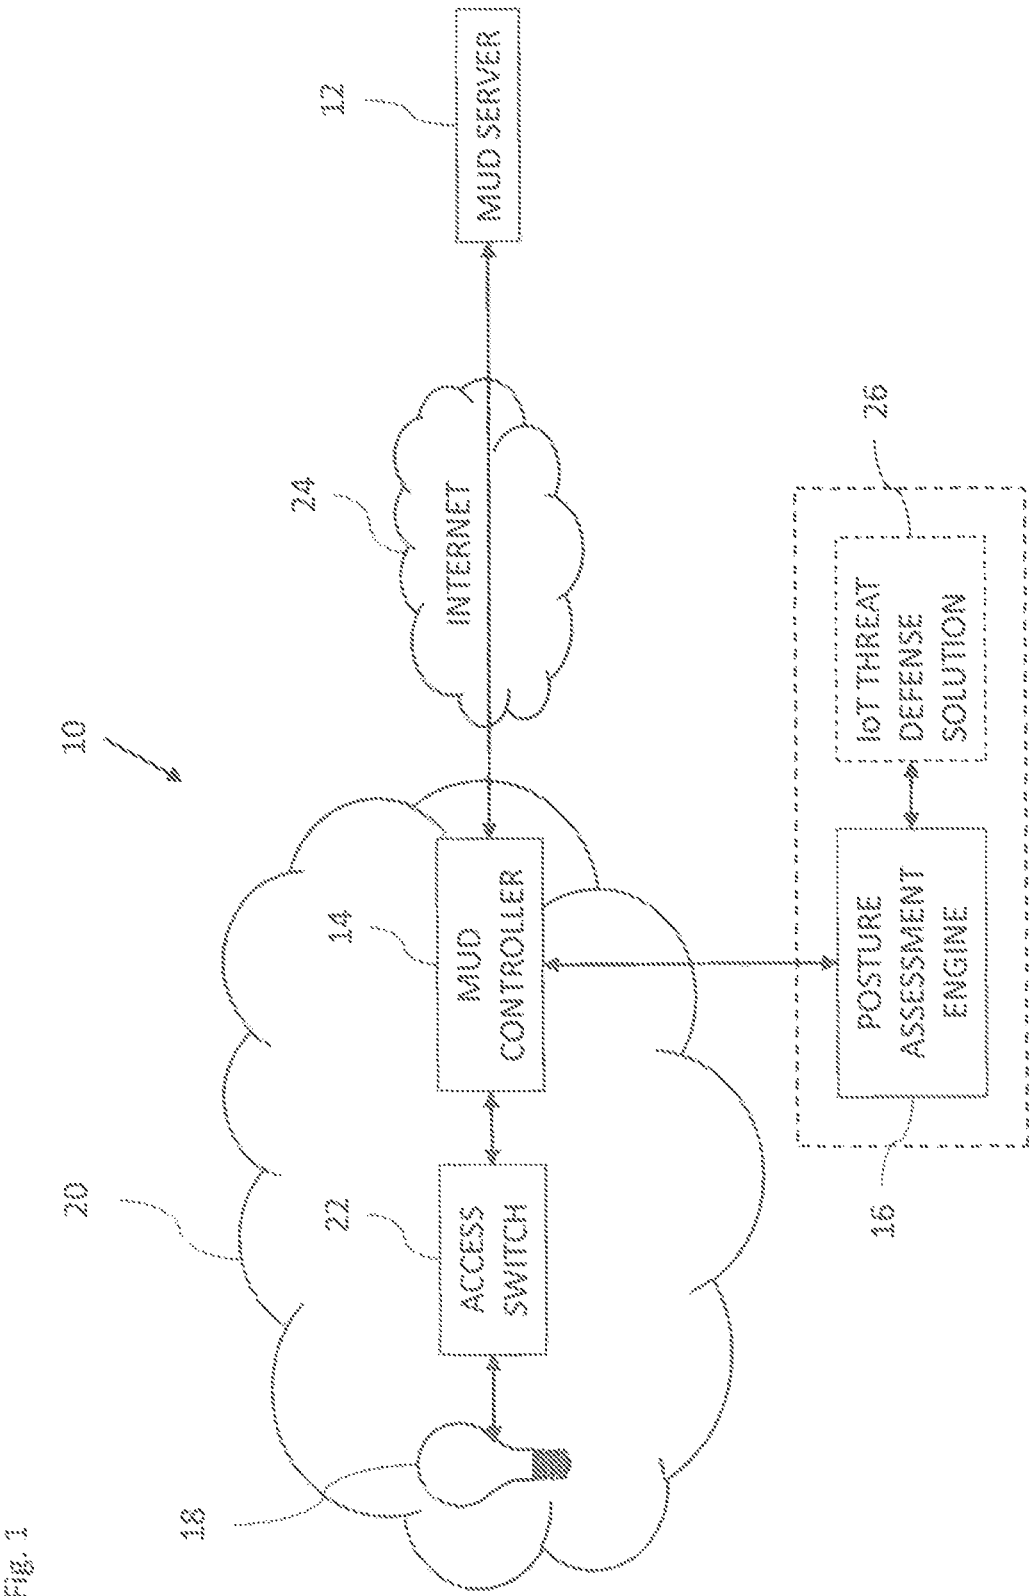 Fig. 1
10
20
18
22
ACCESS
SWITCH
14
MUD
CONTROLLER
24
INTERNET
12
MUD SERVER
16
POSTURE
ASSESSMENT
ENGINE
26
IoT THREAT
DEFENSE
SOLUTION